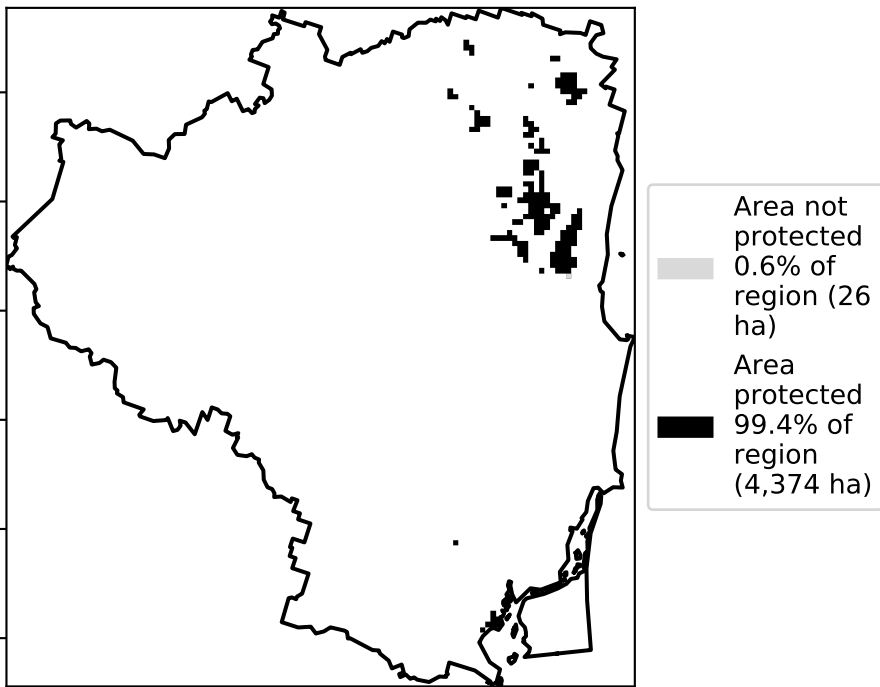 Area not
protected
0.6% of
region (26
ha)
Area
protected
99.4% of
region
(4,374 ha)